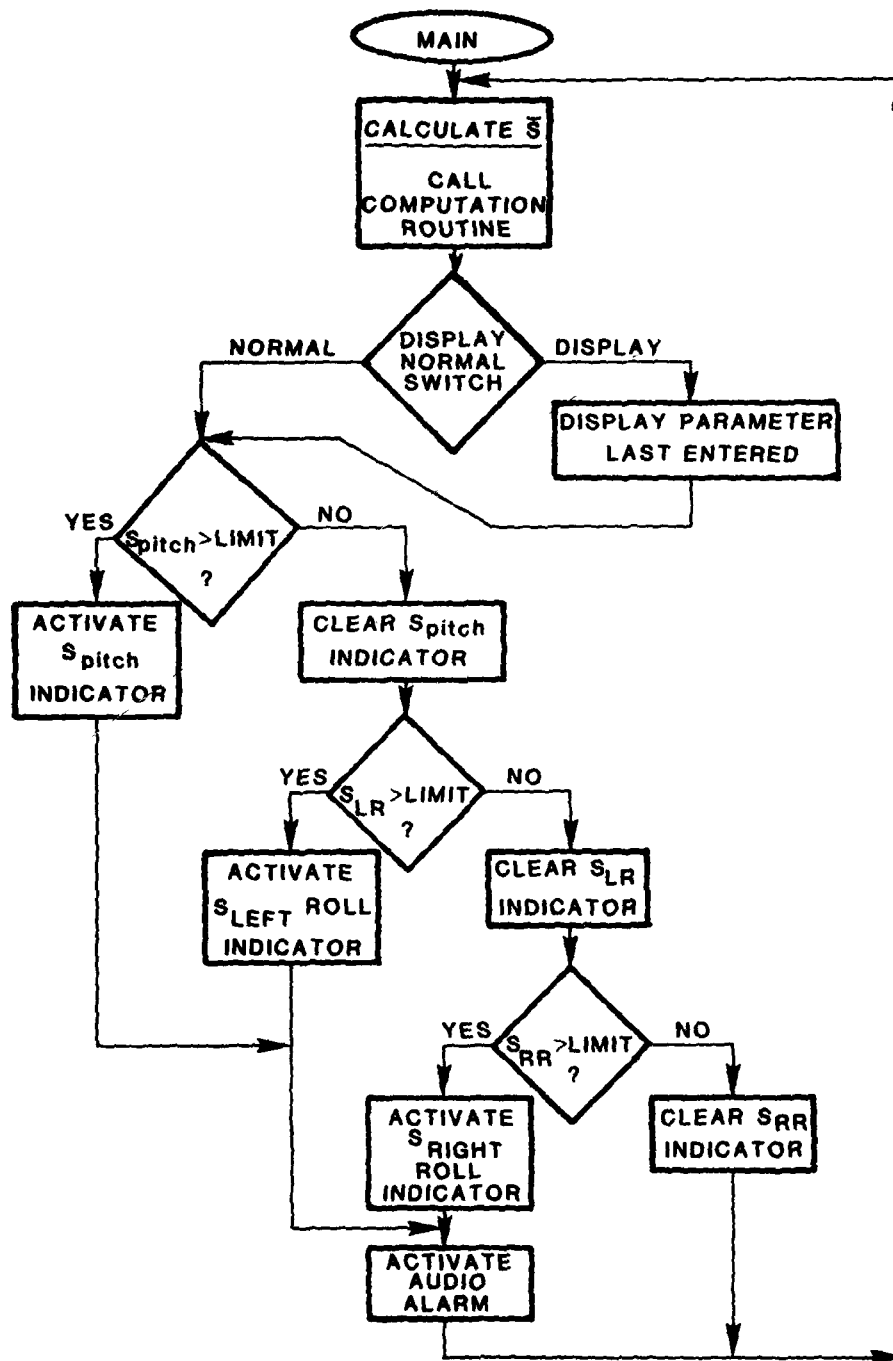 MAIN
CALCULATE S̄
CALL
COMPUTATION
ROUTINE
DISPLAY
NORMAL
SWITCH
NORMAL
DISPLAY
DISPLAY PARAMETER
LAST ENTERED
YES
Spitch>LIMIT
?
NO
ACTIVATE
Spitch
INDICATOR
CLEAR Spitch
INDICATOR
YES
SLR>LIMIT
?
NO
ACTIVATE
SLEFT ROLL
INDICATOR
CLEAR SLR
INDICATOR
YES
SRR>LIMIT
?
NO
ACTIVATE
SRIGHT
ROLL
INDICATOR
CLEAR SRR
INDICATOR
ACTIVATE
AUDIO
ALARM